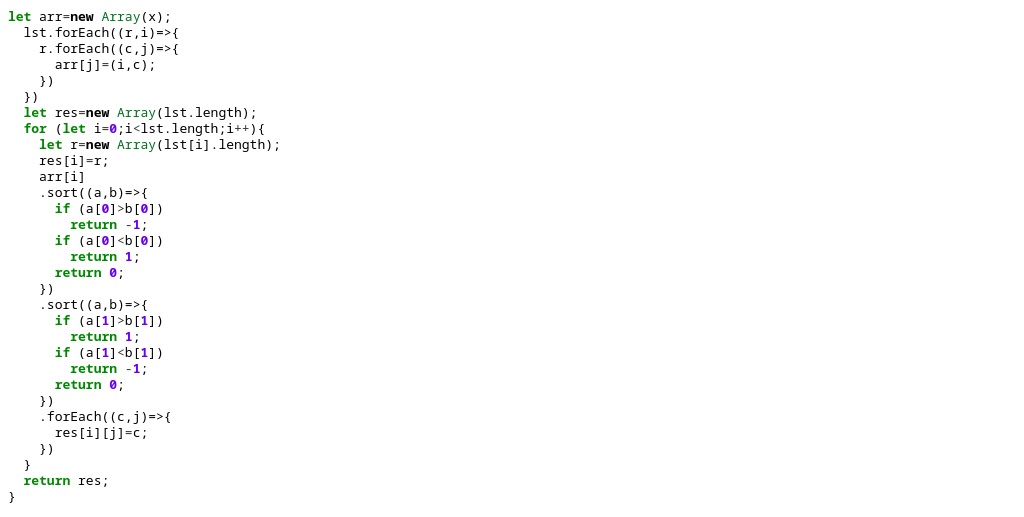 let arr=new Array(x);
  lst.forEach((r,i)=>{
    r.forEach((c,j)=>{
      arr[j]=(i,c);
    })
  })
  let res=new Array(lst.length);
  for (let i=0;i<lst.length;i++){
    let r=new Array(lst[i].length);
    res[i]=r;
    arr[i]
    .sort((a,b)=>{
      if (a[0]>b[0])
        return -1;
      if (a[0]<b[0])
        return 1;
      return 0;
    })
    .sort((a,b)=>{
      if (a[1]>b[1])
        return 1;
      if (a[1]<b[1])
        return -1;
      return 0;
    })
    .forEach((c,j)=>{
      res[i][j]=c;
    })
  }
  return res;
}